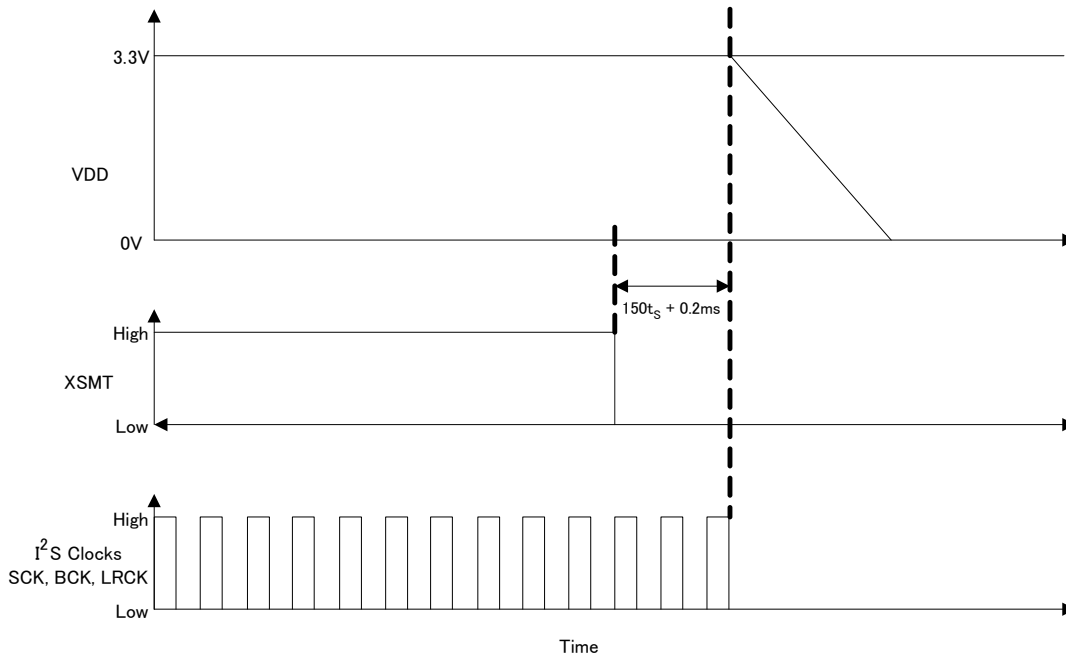 3.3V
VDD
0V
150tS + 0.2ms
High
XSMT
Low
High
I2S Clocks
SCK, BCK, LRCK
Low
Time